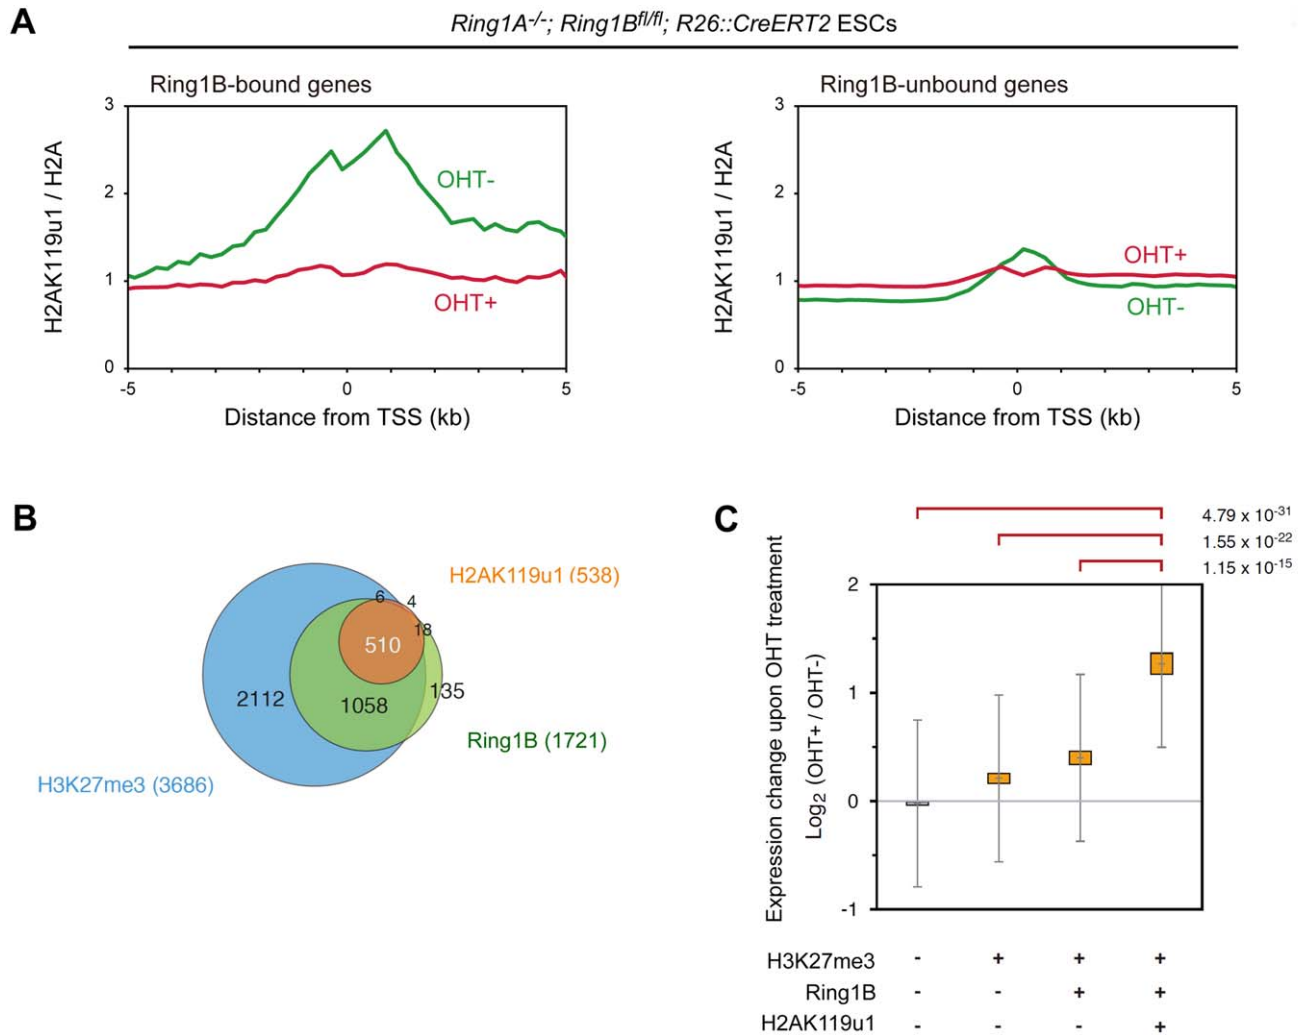 A
Ring1A-/-; Ring1Bfl/fl; R26::CreERT2 ESCs
Ring1B-bound genes
3
2
1
0
H2AK119u1 / H2A
OHT-
OHT+
-5
0
5
Distance from TSS (kb)
Ring1B-unbound genes
3
2
1
0
H2AK119u1 / H2A
OHT+
OHT-
-5
0
5
Distance from TSS (kb)
B
H2AK119u1 (538)
6
4
18
510
2112
1058
135
Ring1B (1721)
H3K27me3 (3686)
C
4.79 x 10-31
1.55 x 10-22
1.15 x 10-15
Expression change upon OHT treatment
Log2 (OHT+ / OHT-)
2
1
0
-1
H3K27me3 - + + +
Ring1B - - + +
H2AK119u1 - - - +